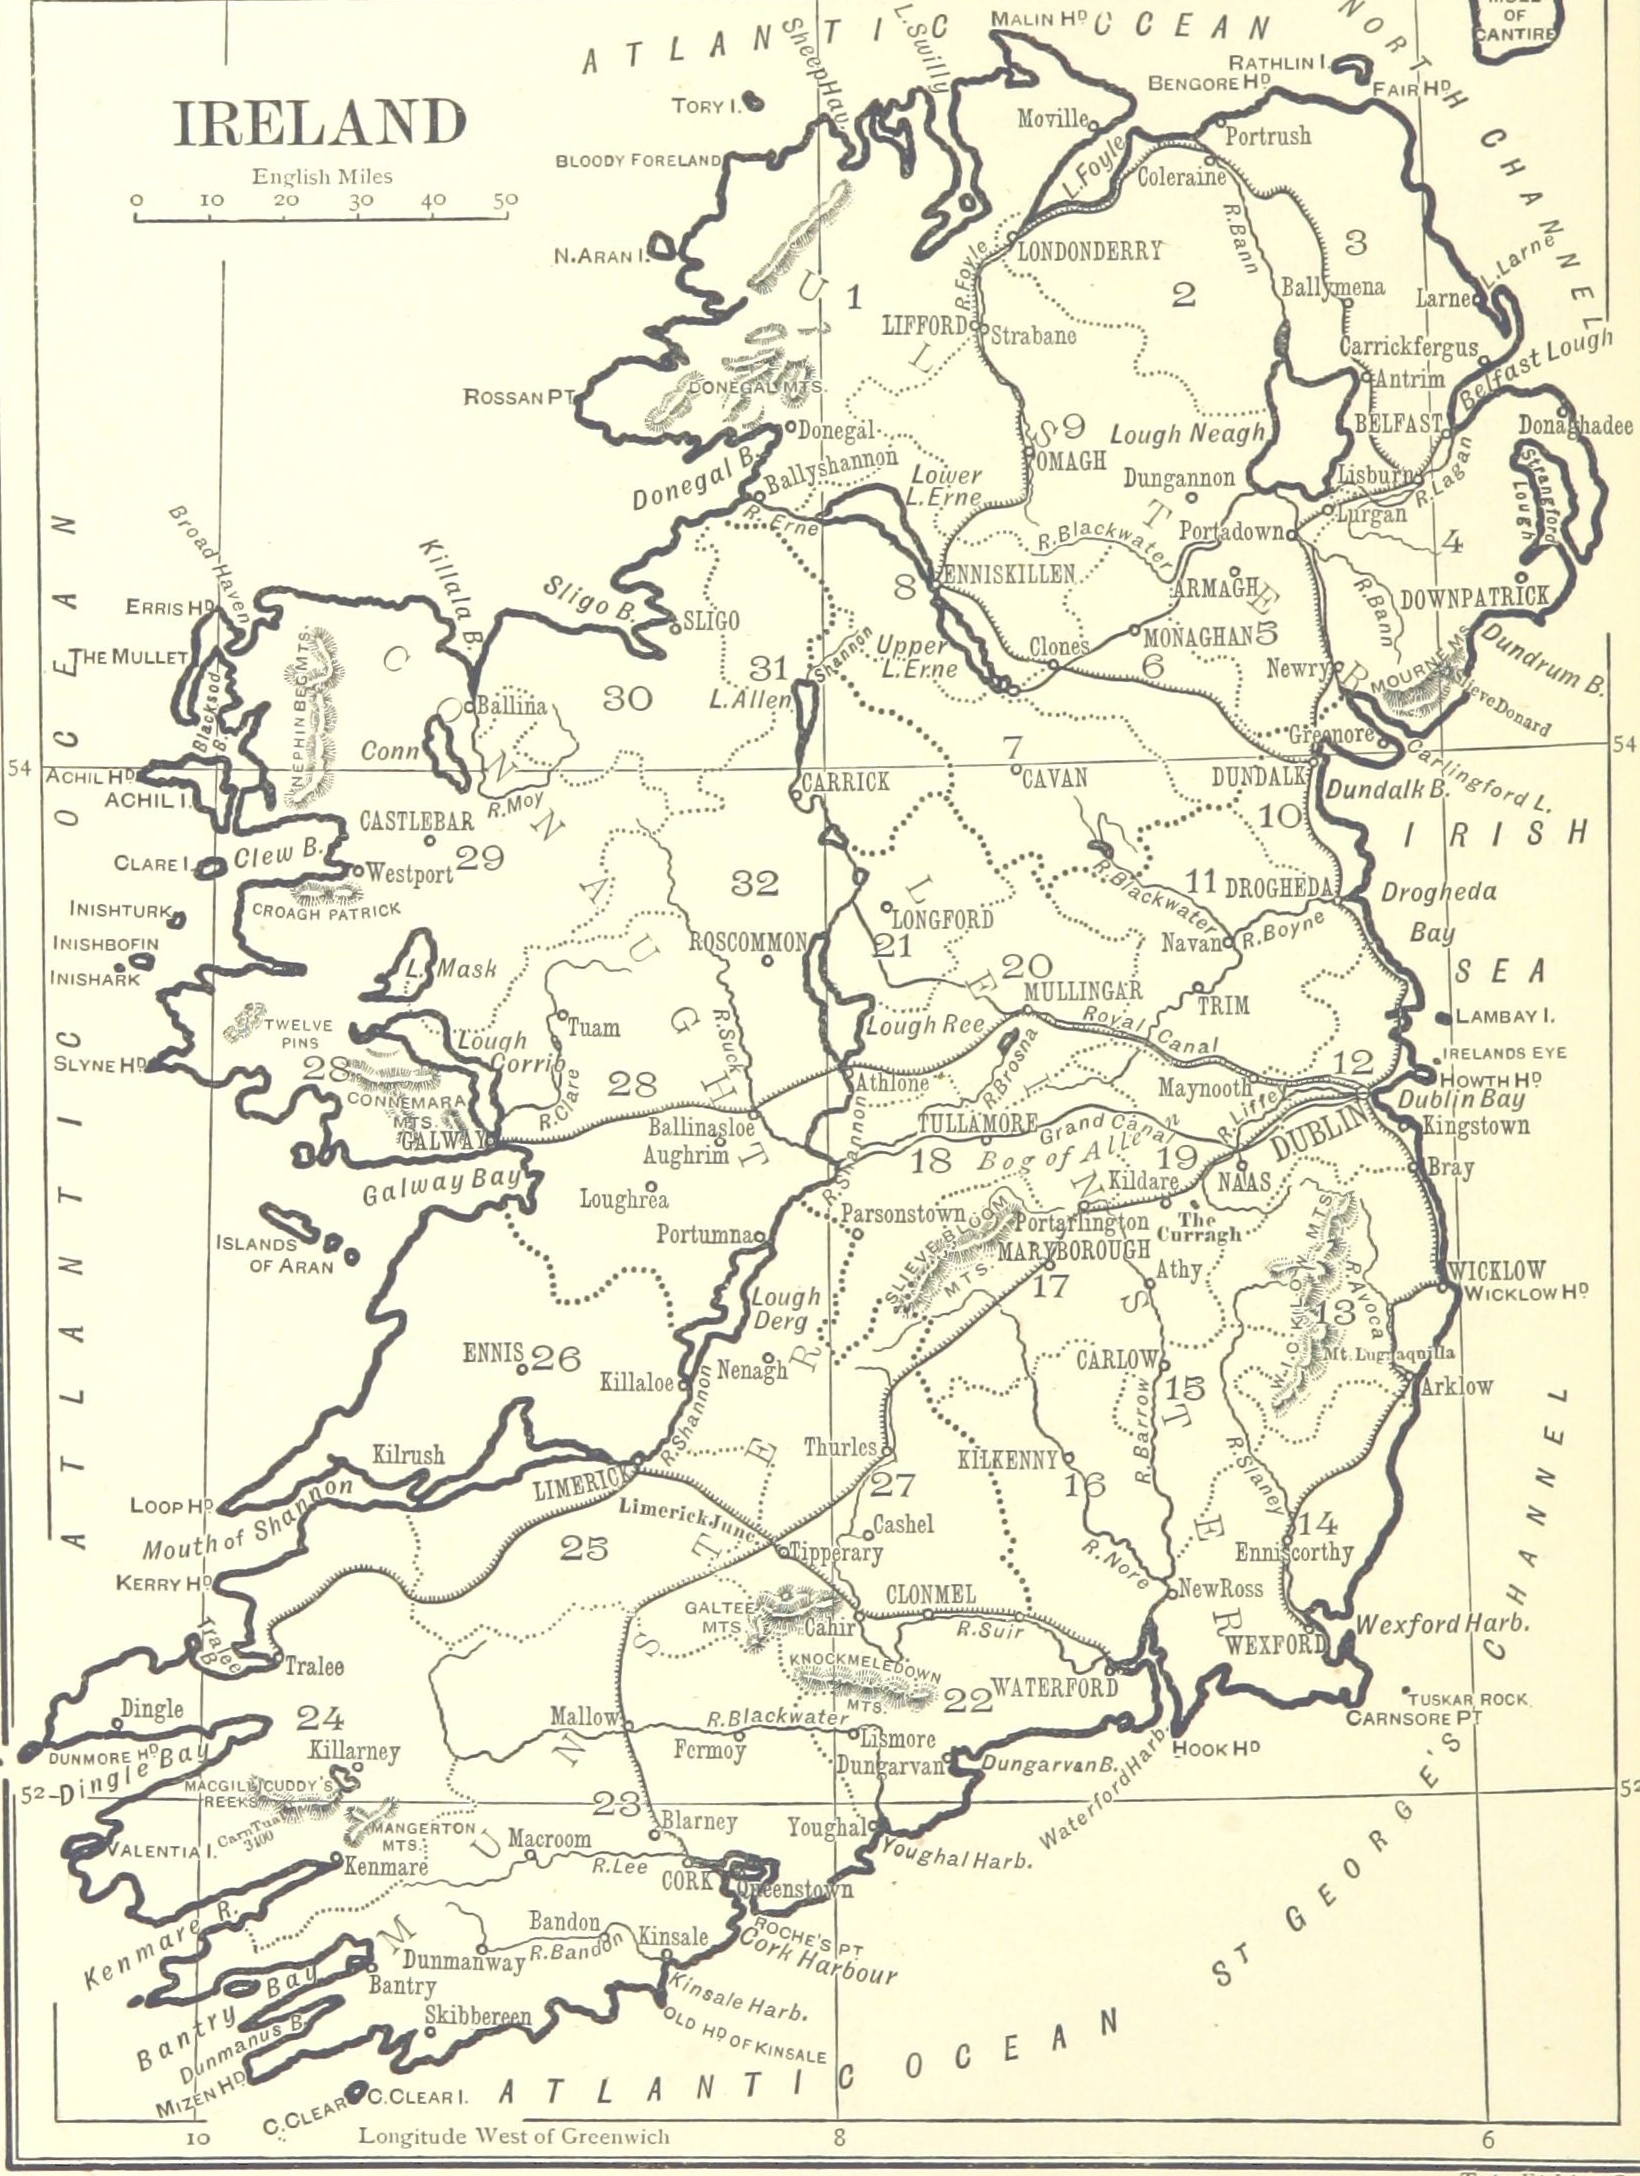 IRELAND
English Miles
0 10 20 30 40 50
ATLANTIC OCEAN
NORTH CHANNEL
MULL
OF
CANTIRE
MALIN HD
RATHLIN I.
BENGORE HD
FAIR HD
Sheep Hav.
L. Swilly
TORY I.
Moville
Portrush
BLOODY FORELAND
L. Foyle
Coleraine
R. Bann
N. ARAN I.
LONDONDERRY
R. Foyle
3
U
1
2
Ballymena
Larne
L. Larne
LIFFORD
Strabane
L
Carrickfergus
Belfast Lough
Antrim
ROSSAN PT
DONEGAL MTS.
Donegal
S
9
OMAGH
Lough Neagh
BELFAST
Donaghadee
Donegal B.
Ballyshannon
Lower
L. Erne
Dungannon
Lisburn
R. Lagan
Strangford
Lough
R. Erne
T
Lurgan
Portadown
R. Blackwater
4
Broad Haven
Killala B.
8
ENNISKILLEN
ARMAGH
E
R. Bann
DOWNPATRICK
ERRIS HD
Sligo B.
SLIGO
MONAGHAN
5
THE MULLET
C
Upper
L. Erne
Clones
6
Newry
R
MOURNE MS
Dundrum B.
Slieve Donard
31
Shannon
30
L. Allen
Blacksod
B.
NEPHIN BEG MTS.
O
Ballina
Conn
Greenore
Carlingford L.
7
CAVAN
DUNDALK
54
54
ACHIL HD
ACHIL I.
N
CARRICK
Dundalk B.
R. Moy
10
N
IRISH
SEA
CASTLEBAR
CLARE I.
Clew B.
29
Westport
A
32
L
R. Blackwater
11
DROGHEDA
Drogheda
Bay
CROAGH PATRICK
INISHTURK
LONGFORD
21
R. Boyne
Navan
INISHBOFIN
U
ROSCOMMON
INISHARK
L. Mask
20
E
MULLINGAR
TRIM
TWELVE
PINS
Tuam
G
R. Suck
Lough Ree
Royal Canal
LAMBAY I.
Lough
Corrib
SLYNE HD
28
28
H
R. Brosna
I
12
IRELANDS EYE
HOWTH HD
Athlone
Maynooth
Dublin Bay
CONNEMARA
MTS.
R. Clare
GALWAY
Ballinasloe
TULLAMORE
Grand Canal
R. Liffey
DUBLIN
Kingstown
Aughrim
T
R. Shannon
18
Bog of Allen
19
Bray
Galway Bay
Loughrea
Kildare
NAAS
N
Parsonstown
Portarlington
The
Curragh
Portumna
ISLANDS
OF ARAN
SLIEVE BLOOM
MTS.
MARYBOROUGH
Athy
WICKLOW
WICKLOW HD
WICKLOW MTS.
R. Avoca
17
S
13
Lough
Derg
R
Mt. Lugnaquilla
ENNIS
26
Nenagh
CARLOW
Arklow
Killaloe
15
R. Barrow
T
R. Shannon
E
Kilrush
Thurles
KILKENNY
R. Slaney
LIMERICK
27
16
LOOP HD
Mouth of Shannon
Limerick Junc.
Cashel
E
14
25
T
Tipperary
R. Nore
Enniscorthy
KERRY HD
New Ross
CLONMEL
R
GALTEE
MTS.
Cahir
R. Suir
Wexford Harb.
WEXFORD
Tralee
B.
S
Tralee
KNOCKMELEDOWN
MTS.
WATERFORD
22
TUSKAR ROCK
CARNSORE PT
Dingle
24
Mallow
R. Blackwater
Lismore
HOOK HD
DUNMORE HD
Killarney
Fermoy
Dungarvan
Dungarvan B.
Dingle Bay
N
Waterford Harb.
MACGILLICUDDY'S
REEKS
52
52
23
Carn Tual
3400
MANGERTON
MTS.
Blarney
Youghal
VALENTIA I.
U
Macroom
Youghal Harb.
Kenmare
R. Lee
CORK
Queenstown
Kenmare R.
M
Bandon
Kinsale
ROCHE'S PT
Cork Harbour
Dunmanway
R. Bandon
Bantry
Bantry Bay
Kinsale Harb.
Skibbereen
OLD HD OF KINSALE
Dunmanus B.
MIZEN HD
C. CLEAR
C. CLEAR I.
ST GEORGE'S CHANNEL
ATLANTIC OCEAN
ATLANTIC OCEAN
10 Longitude West of Greenwich 8 6